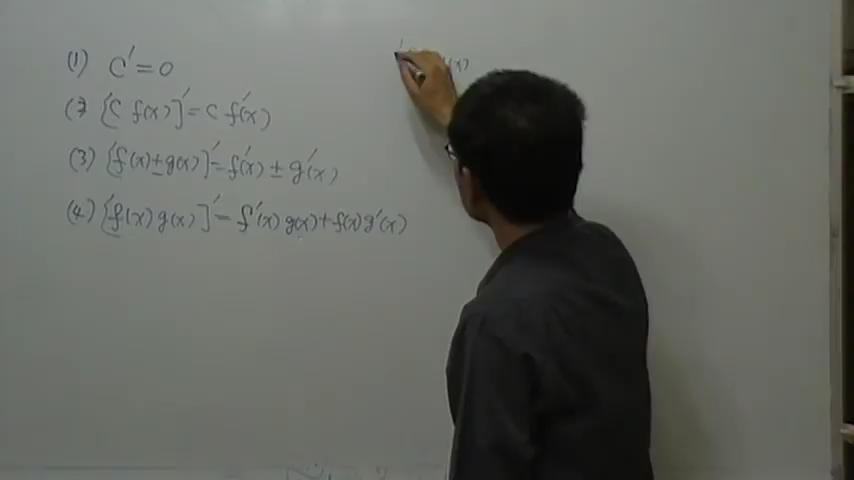 (1) C' = 0
(2) [C f(x)]' = C f'(x)
(3) [f(x) ± g(x)]' = f'(x) ± g'(x)
(4) [f(x) g(x)]' = f'(x) g(x) + f(x) g'(x)
(x)